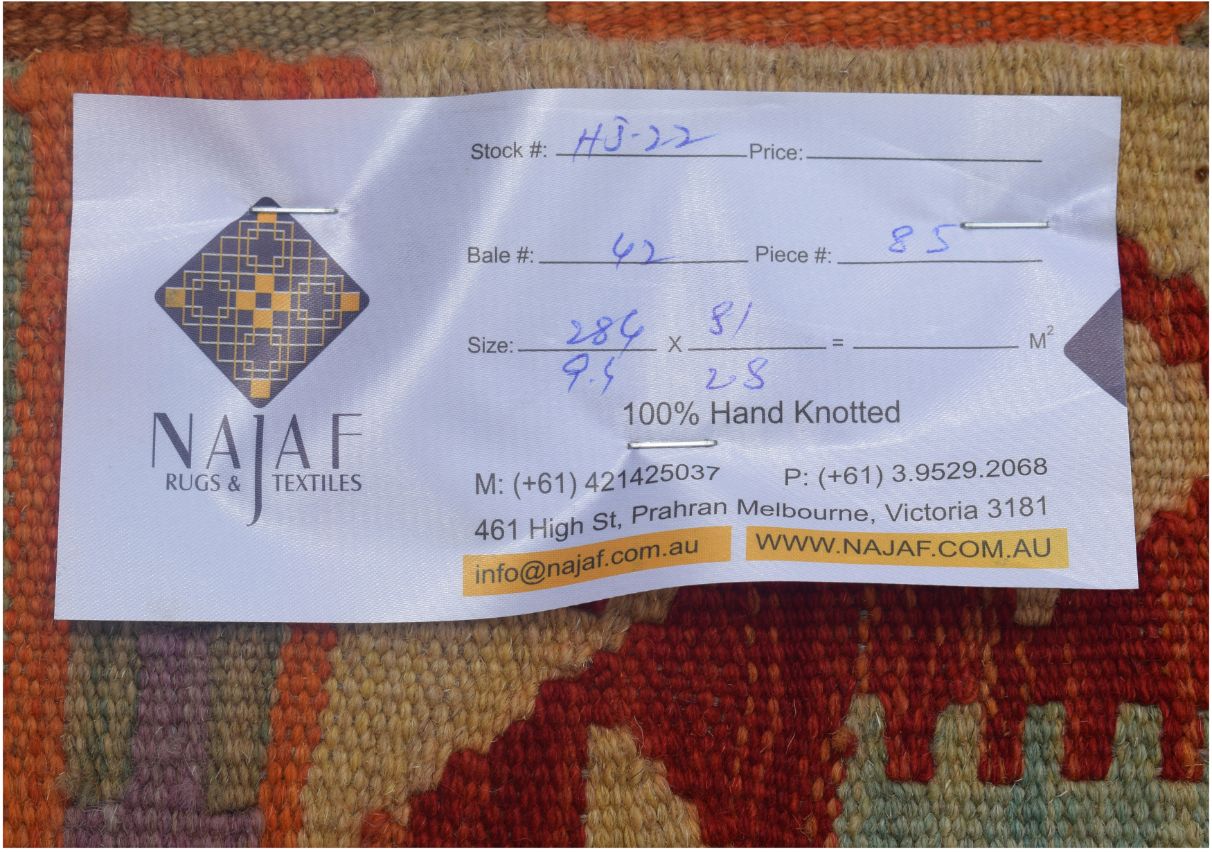 Stock #: HJ-22 Price:
Bale #: 42 Piece #: 85
Size: 284 X 81 = M²
9.4 28
100% Hand Knotted
NAJAF
RUGS & TEXTILES
M: (+61) 421425037 P: (+61) 3.9529.2068
461 High St, Prahran Melbourne, Victoria 3181
info@najaf.com.au WWW.NAJAF.COM.AU